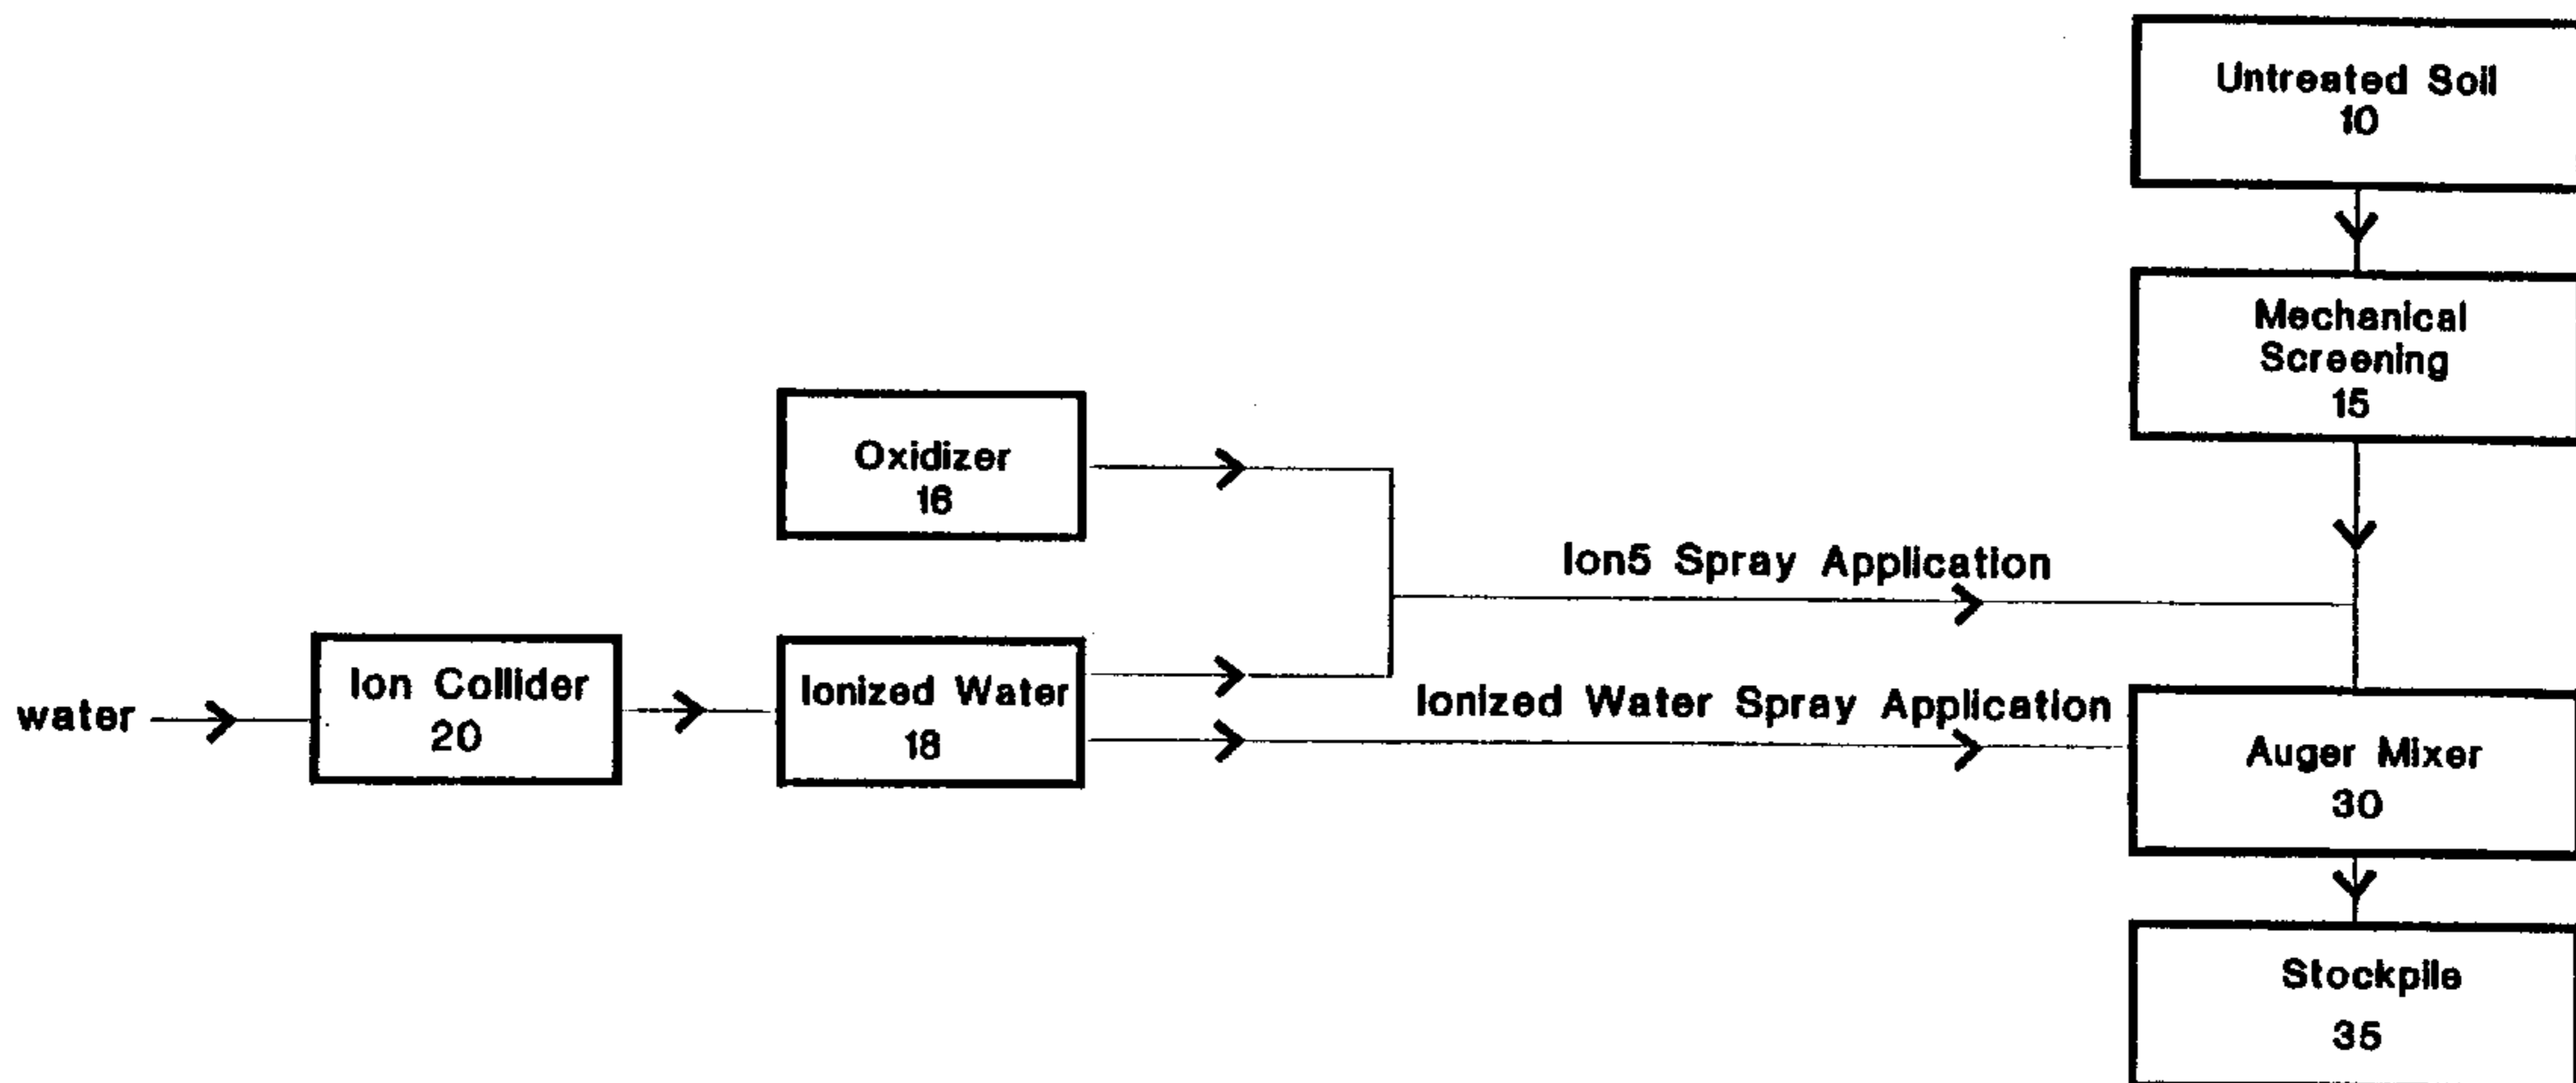 Untreated Soil
10
Mechanical
Screening
15
Oxidizer
16
Ion5 Spray Application
water
Ion Collider
20
Ionized Water
18
Ionized Water Spray Application
Auger Mixer
30
Stockpile
35